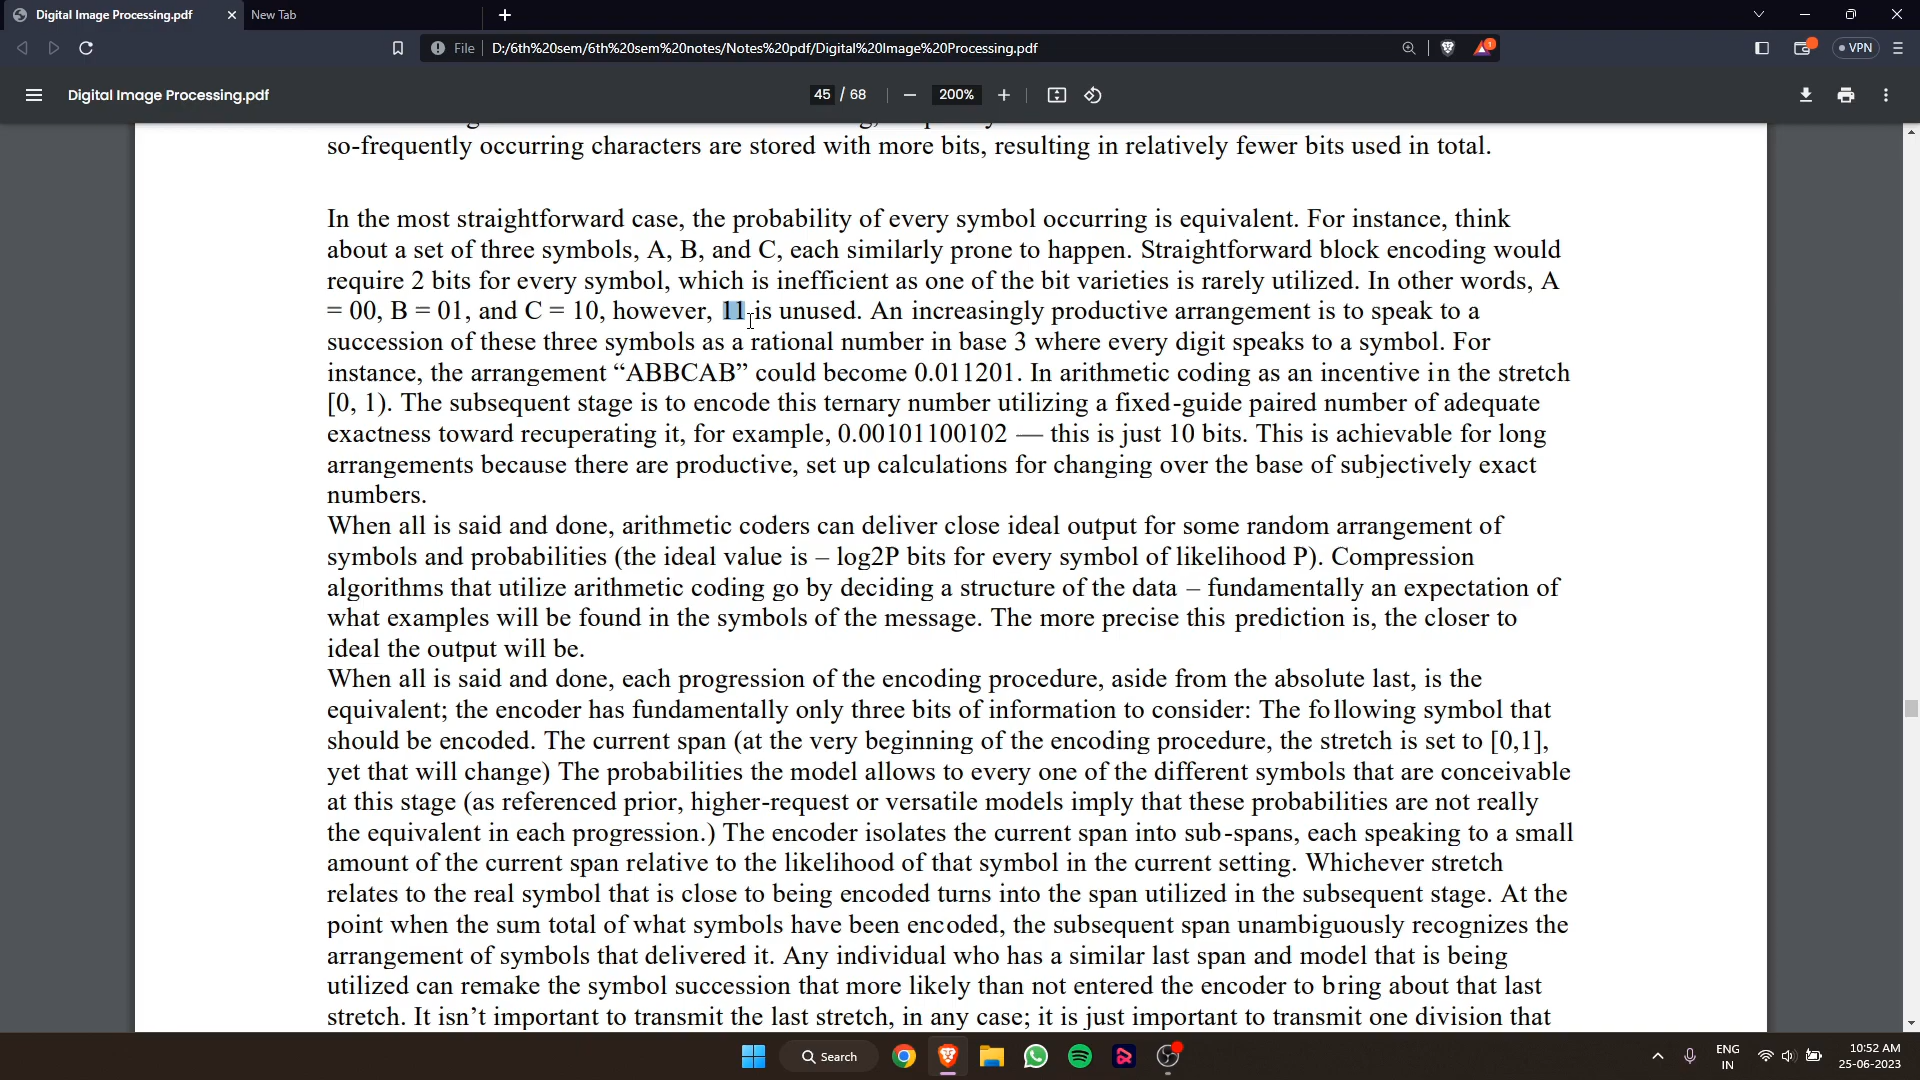 Digital Image Processing.pdf
New Tab
File
D:/6th%20sem/6th%20sem%20notes/Notes%20pdf/Digital%20Image%20Processing.pdf
1
VPN
Digital Image Processing.pdf
45 / 68
200%
so-frequently occurring characters are stored with more bits, resulting in relatively fewer bits used in total.
In the most straightforward case, the probability of every symbol occurring is equivalent. For instance, think
about a set of three symbols, A, B, and C, each similarly prone to happen. Straightforward block encoding would
require 2 bits for every symbol, which is inefficient as one of the bit varieties is rarely utilized. In other words, A
= 00, B = 01, and C = 10, however, 11 is unused. An increasingly productive arrangement is to speak to a
succession of these three symbols as a rational number in base 3 where every digit speaks to a symbol. For
instance, the arrangement “ABBCAB” could become 0.011201. In arithmetic coding as an incentive in the stretch
[0, 1). The subsequent stage is to encode this ternary number utilizing a fixed-guide paired number of adequate
exactness toward recuperating it, for example, 0.00101100102 — this is just 10 bits. This is achievable for long
arrangements because there are productive, set up calculations for changing over the base of subjectively exact
numbers.
When all is said and done, arithmetic coders can deliver close ideal output for some random arrangement of
symbols and probabilities (the ideal value is – log2P bits for every symbol of likelihood P). Compression
algorithms that utilize arithmetic coding go by deciding a structure of the data – fundamentally an expectation of
what examples will be found in the symbols of the message. The more precise this prediction is, the closer to
ideal the output will be.
When all is said and done, each progression of the encoding procedure, aside from the absolute last, is the
equivalent; the encoder has fundamentally only three bits of information to consider: The following symbol that
should be encoded. The current span (at the very beginning of the encoding procedure, the stretch is set to [0,1],
yet that will change) The probabilities the model allows to every one of the different symbols that are conceivable
at this stage (as referenced prior, higher-request or versatile models imply that these probabilities are not really
the equivalent in each progression.) The encoder isolates the current span into sub-spans, each speaking to a small
amount of the current span relative to the likelihood of that symbol in the current setting. Whichever stretch
relates to the real symbol that is close to being encoded turns into the span utilized in the subsequent stage. At the
point when the sum total of what symbols have been encoded, the subsequent span unambiguously recognizes the
arrangement of symbols that delivered it. Any individual who has a similar last span and model that is being
utilized can remake the symbol succession that more likely than not entered the encoder to bring about that last
stretch. It isn’t important to transmit the last stretch, in any case; it is just important to transmit one division that
Search
ENG
IN
10:52 AM
25-06-2023